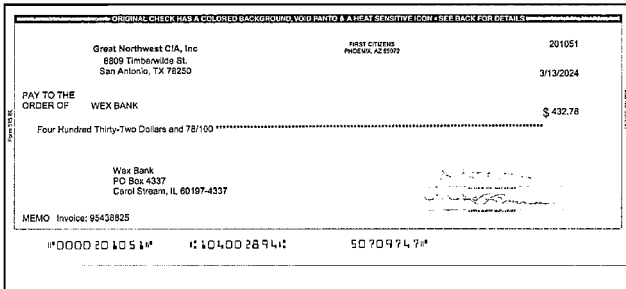 ORIGINAL CHECK HAS A COLORED BACKGROUND, VOID PANTO & A HEAT SENSITIVE ICON • SEE BACK FOR DETAILS
Great Northwest CIA, Inc
8809 Timberwilde St.
San Antonio, TX 78250
FIRST CITIZENS
PHOENIX, AZ 85072
201051
3/13/2024
PAY TO THE
ORDER OF WEX BANK
$ 432.78
Four Hundred Thirty-Two Dollars and 78/100
Wex Bank
PO Box 4337
Carol Stream, IL 60197-4337
MEMO Invoice: 95438825
⑈0000201051⑈ ⑆104002894⑆ 50709747⑈